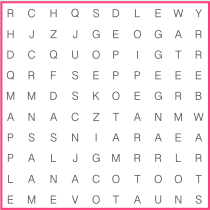 R C H Q S D L E W Y
H J Z J G E O G A R
D C Q U O P I G T R
Q R F S E P P E E E
M M D S K O E G R B
A N A C Z T A N M W
P S S N I A R A E A
P A L J G M R R L R
L A N A C O T O O T
E M E V O T A U N S